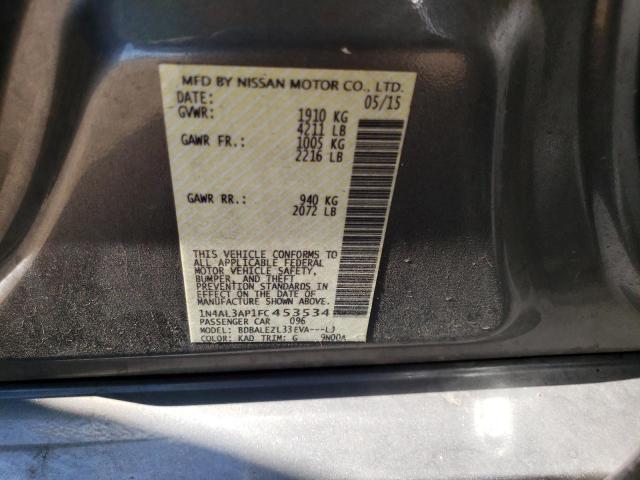 MFD BY NISSAN MOTOR CO., LTD.
DATE: 05/15
GVWR: 1910 KG
4211 LB
GAWR FR.: 1005 KG
2216 LB
GAWR RR.: 940 KG
2072 LB
THIS VEHICLE CONFORMS TO
ALL APPLICABLE FEDERAL
MOTOR VEHICLE SAFETY,
BUMPER, AND THEFT
PREVENTION STANDARDS IN
EFFECT ON THE DATE OF
MANUFACTURE SHOWN ABOVE.
1N4AL3AP1FC453534
PASSENGER CAR 096
MODEL: BDBALEZL33EVA---LJ
COLOR: KAD TRIM: G 9N00A